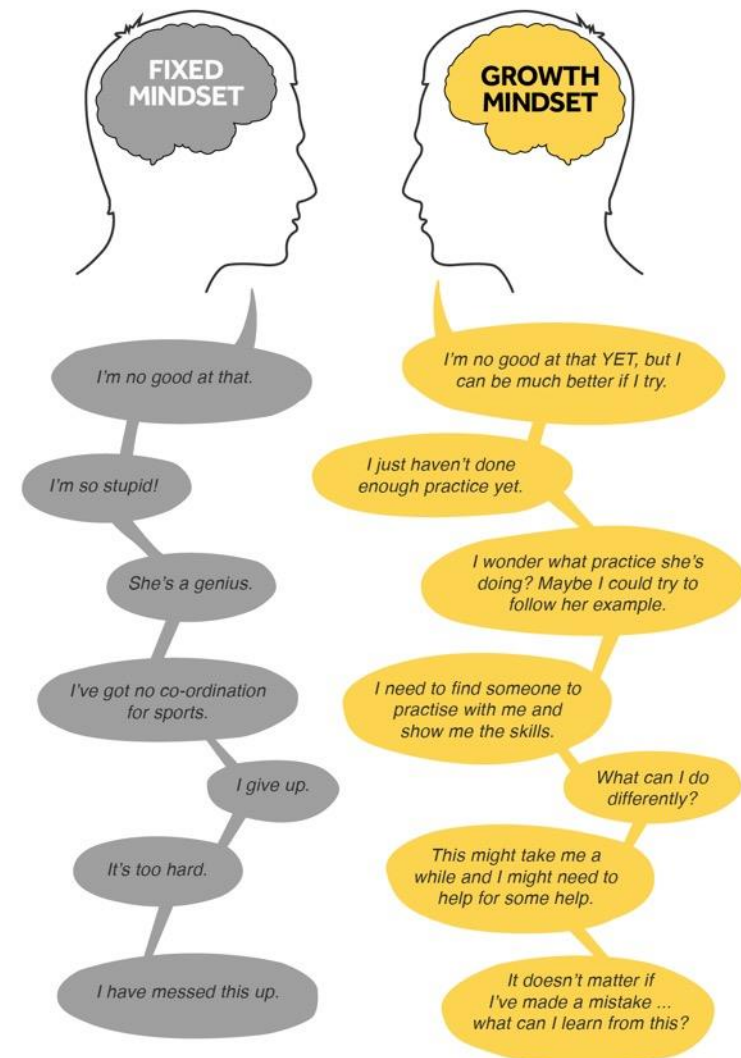 FIXED
MINDSET
I'm no good at that.
I'm so stupid!
She's a genius.
I've got no co-ordination
for sports.
I give up.
It's too hard.
I have messed this up.
GROWTH
MINDSET
I'm no good at that YET, but I
can be much better if I try.
I just haven't done
enough practice yet.
I wonder what practice she's
doing? Maybe I could try to
follow her example.
I need to find someone to
practise with me and
show me the skills.
What can I do
differently?
This might take me a
while and I might need to
help for some help.
It doesn't matter if
I've made a mistake ...
what can I learn from this?